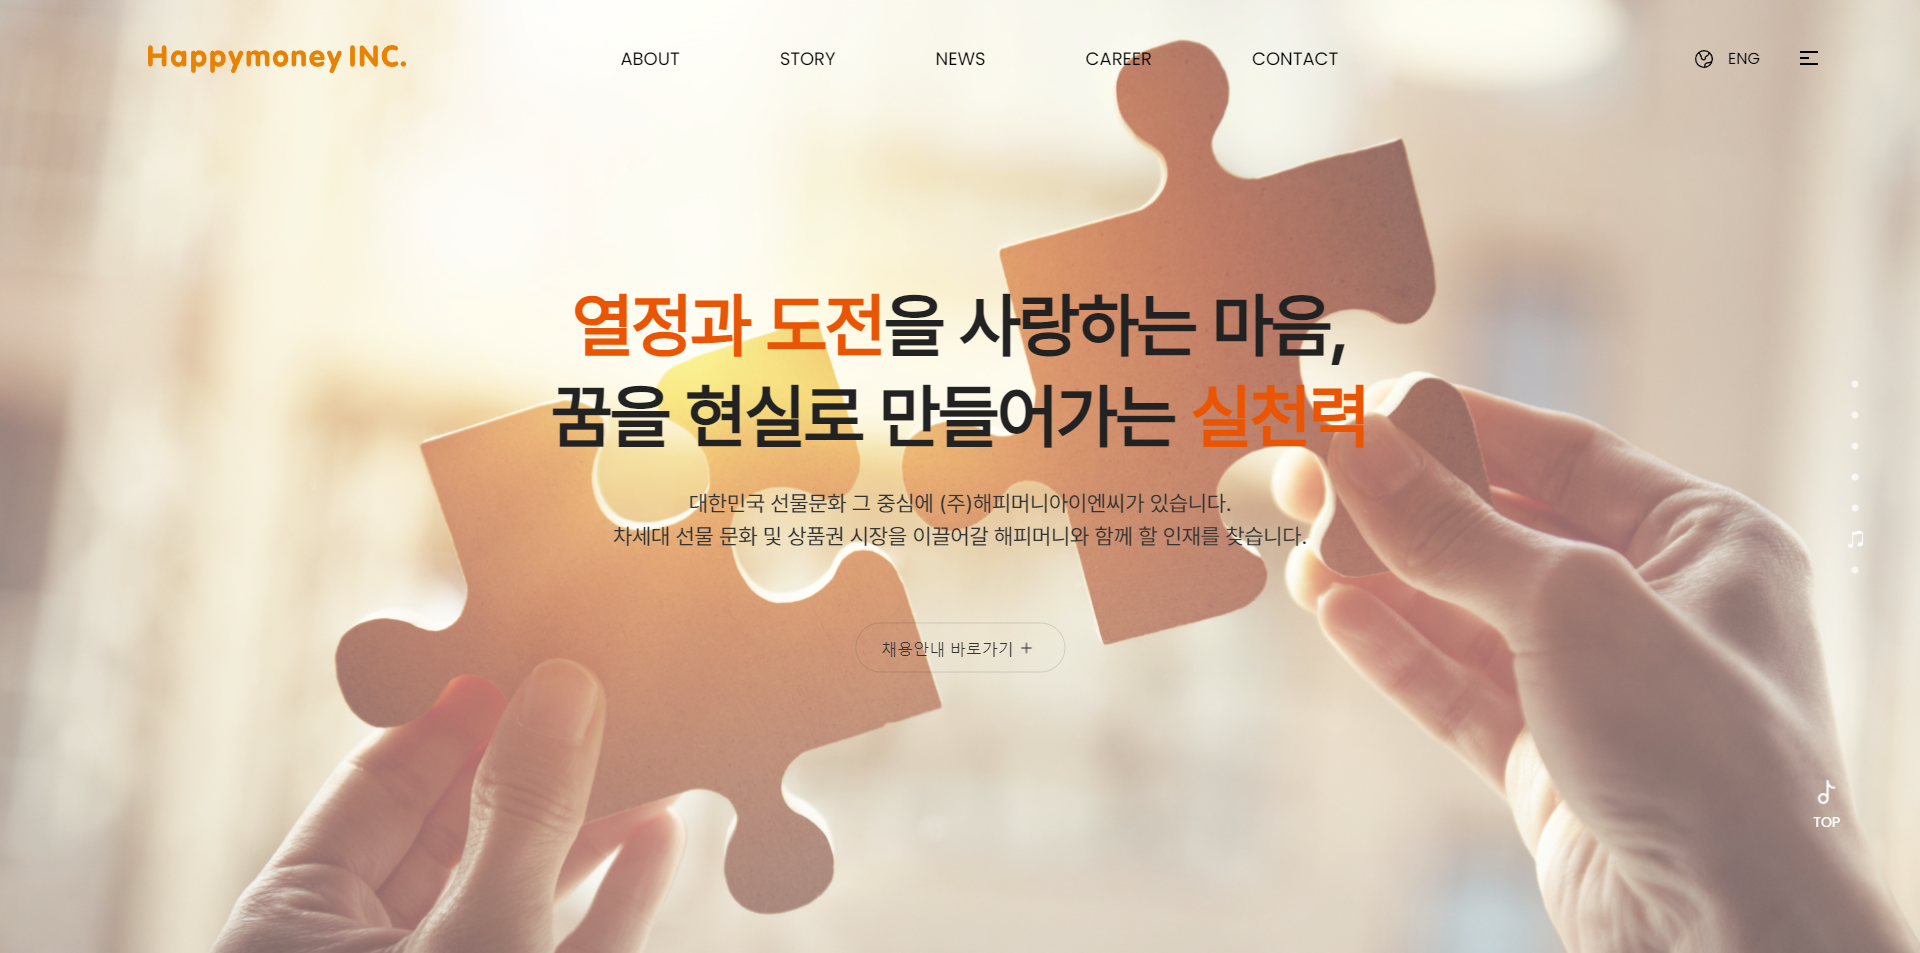 Happymoney INC.
ABOUT
STORY
NEWS
CAREER
CONTACT
ENG
열정과 도전을 사랑하는 마음,
꿈을 현실로 만들어가는 실천력
대한민국 선물문화 그 중심에 (주)해피머니아이엔씨가 있습니다.
차세대 선물 문화 및 상품권 시장을 이끌어갈 해피머니와 함께 할 인재를 찾습니다.
채용안내 바로가기 +
TOP